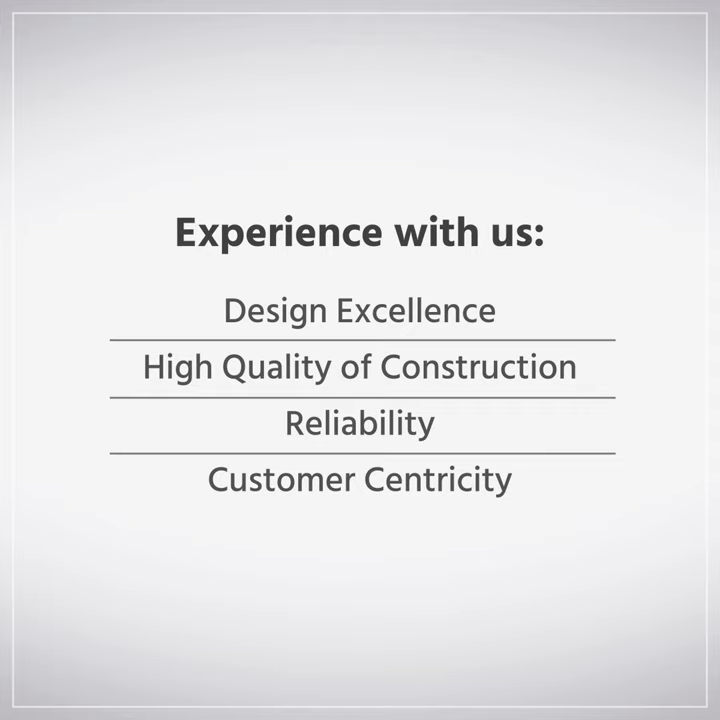 Experience with us:
Design Excellence
High Quality of Construction
Reliability
Customer Centricity